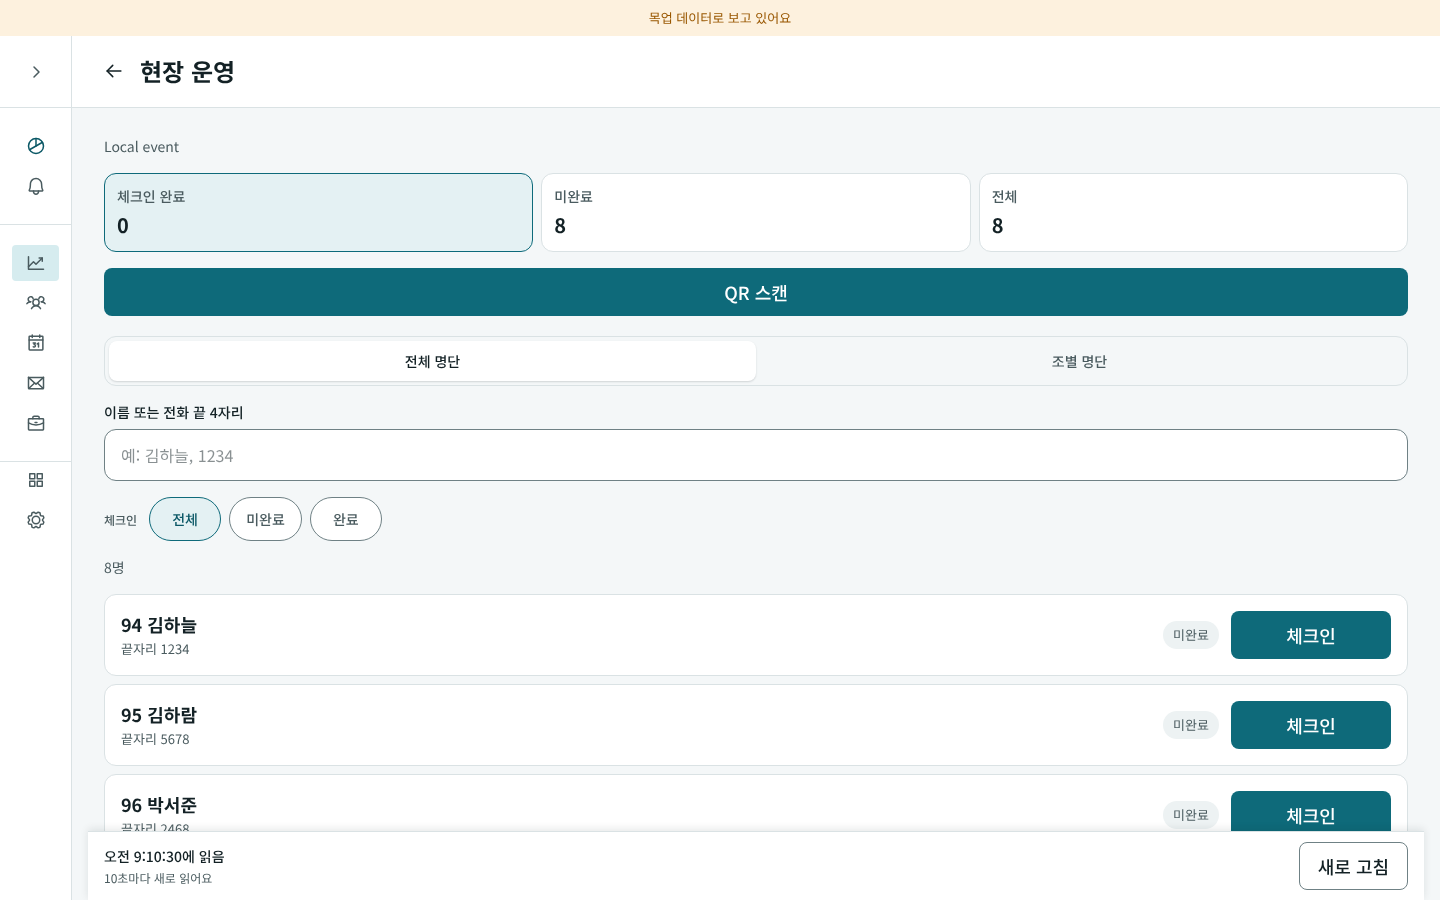 목업 데이터로 보고 있어요
현장 운영
Local event
체크인 완료
0
미완료
8
전체
8
QR 스캔
전체 명단
조별 명단
이름 또는 전화 끝 4자리
예: 김하늘, 1234
체크인
전체
미완료
완료
8명
94 김하늘
끝자리 1234
미완료
체크인
95 김하람
끝자리 5678
미완료
체크인
96 박서준
끝자리 2468
미완료
체크인
오전 9:10:30에 읽음
10초마다 새로 읽어요
새로 고침